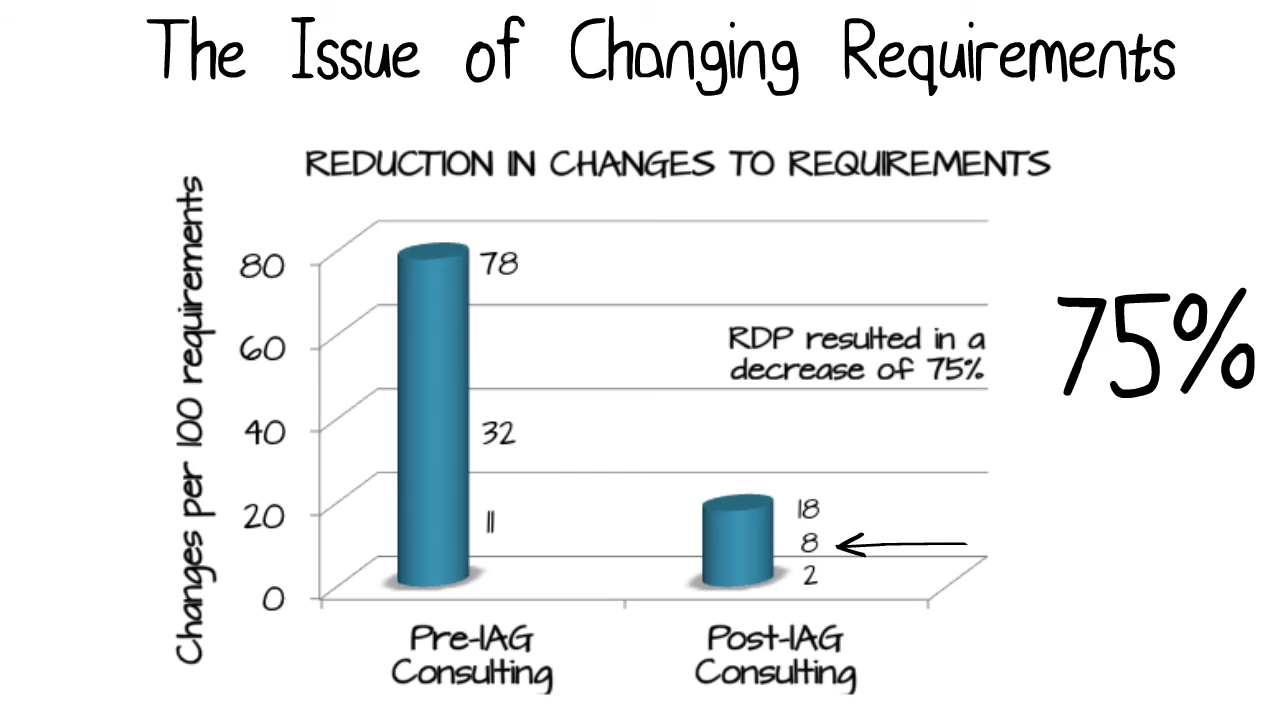 The Issue of Changing Requirements
REDUCTION IN CHANGES TO REQUIREMENTS
Changes per 100 requirements
80
60
40
20
0
78
32
11
RDP resulted in a
decrease of 75%
75%
18
8
2
Pre-IAG
Consulting
Post-IAG
Consulting